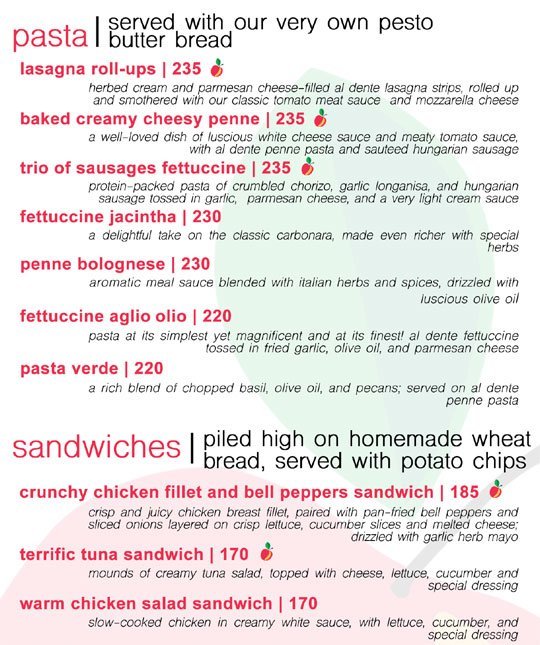 pasta | served with our very own pesto
butter bread
lasagna roll-ups | 235
herbed cream and parmesan cheese-filled al dente lasagna strips, rolled up
and smothered with our classic tomato meat sauce and mozzarella cheese
baked creamy cheesy penne | 235
a well-loved dish of luscious white cheese sauce and meaty tomato sauce,
with al dente penne pasta and sauteed hungarian sausage
trio of sausages fettuccine | 235
protein-packed pasta of crumbled chorizo, garlic longanisa, and hungarian
sausage tossed in garlic, parmesan cheese, and a very light cream sauce
fettuccine jacintha | 230
a delightful take on the classic carbonara, made even richer with special
herbs
penne bolognese | 230
aromatic meal sauce blended with italian herbs and spices, drizzled with
luscious olive oil
fettuccine aglio olio | 220
pasta at its simplest yet magnificent and at its finest! al dente fettuccine
tossed in fried garlic, olive oil, and parmesan cheese
pasta verde | 220
a rich blend of chopped basil, olive oil, and pecans; served on al dente
penne pasta
sandwiches | piled high on homemade wheat
bread, served with potato chips
crunchy chicken fillet and bell peppers sandwich | 185
crisp and juicy chicken breast fillet, paired with pan-fried bell peppers and
sliced onions layered on crisp lettuce, cucumber slices and melted cheese;
drizzled with garlic herb mayo
terrific tuna sandwich | 170
mounds of creamy tuna salad, topped with cheese, lettuce, cucumber and
special dressing
warm chicken salad sandwich | 170
slow-cooked chicken in creamy white sauce, with lettuce, cucumber, and
special dressing